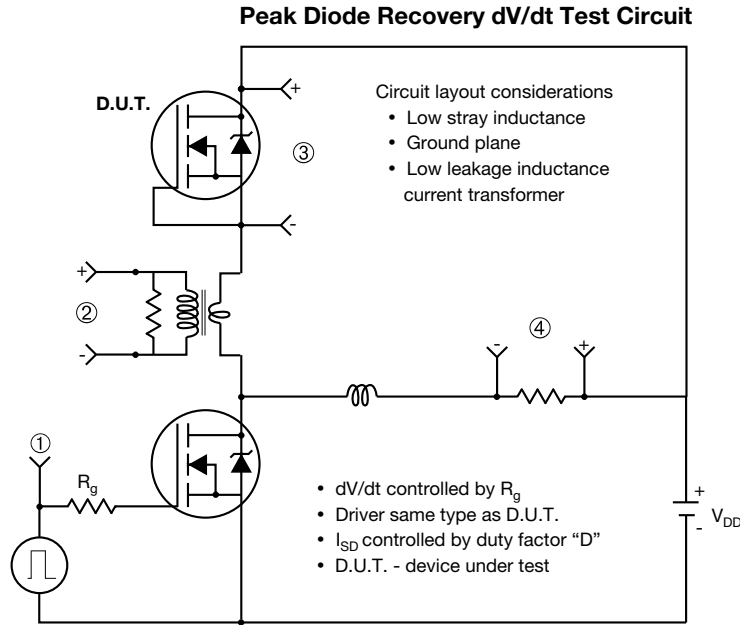 Peak Diode Recovery dV/dt Test Circuit
D.U.T.
+
-
③
Circuit layout considerations
• Low stray inductance
• Ground plane
• Low leakage inductance
current transformer
+
②
-
-
④
+
①
Rg
• dV/dt controlled by Rg
• Driver same type as D.U.T.
• ISD controlled by duty factor “D”
• D.U.T. - device under test
+
VDD
-